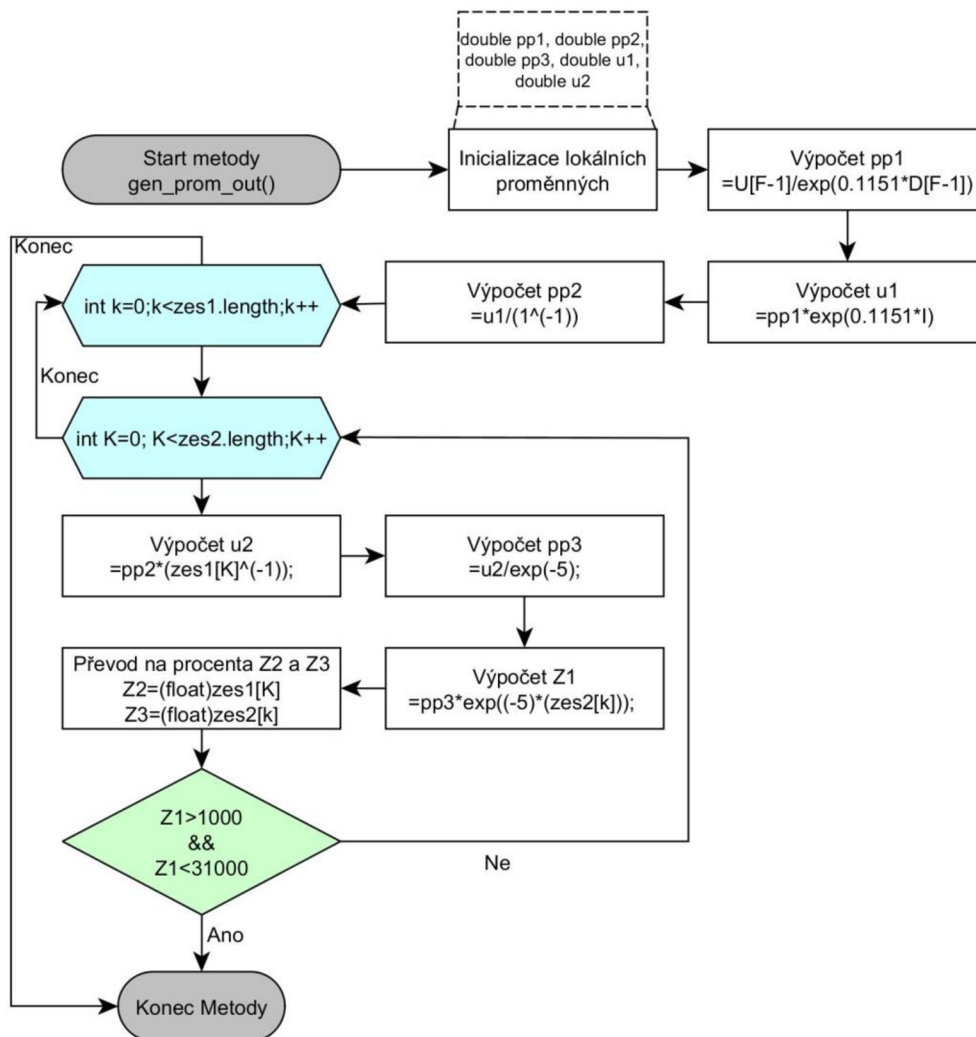 double pp1, double pp2,
double pp3, double u1,
double u2
Start metody
gen_prom_out()
Inicializace lokálních
proměnných
Výpočet pp1
=U[F-1]/exp(0.1151*D[F-1])
Výpočet u1
=pp1*exp(0.1151*I)
Výpočet pp2
=u1/(1^(-1))
Konec
int k=0;k<zes1.length;k++
Konec
int K=0; K<zes2.length;K++
Výpočet u2
=pp2*(zes1[K]^(-1));
Výpočet pp3
=u2/exp(-5);
Výpočet Z1
=pp3*exp((-5)*(zes2[k]));
Převod na procenta Z2 a Z3
Z2=(float)zes1[K]
Z3=(float)zes2[k]
Z1>1000
&&
Z1<31000
Ne
Ano
Konec Metody